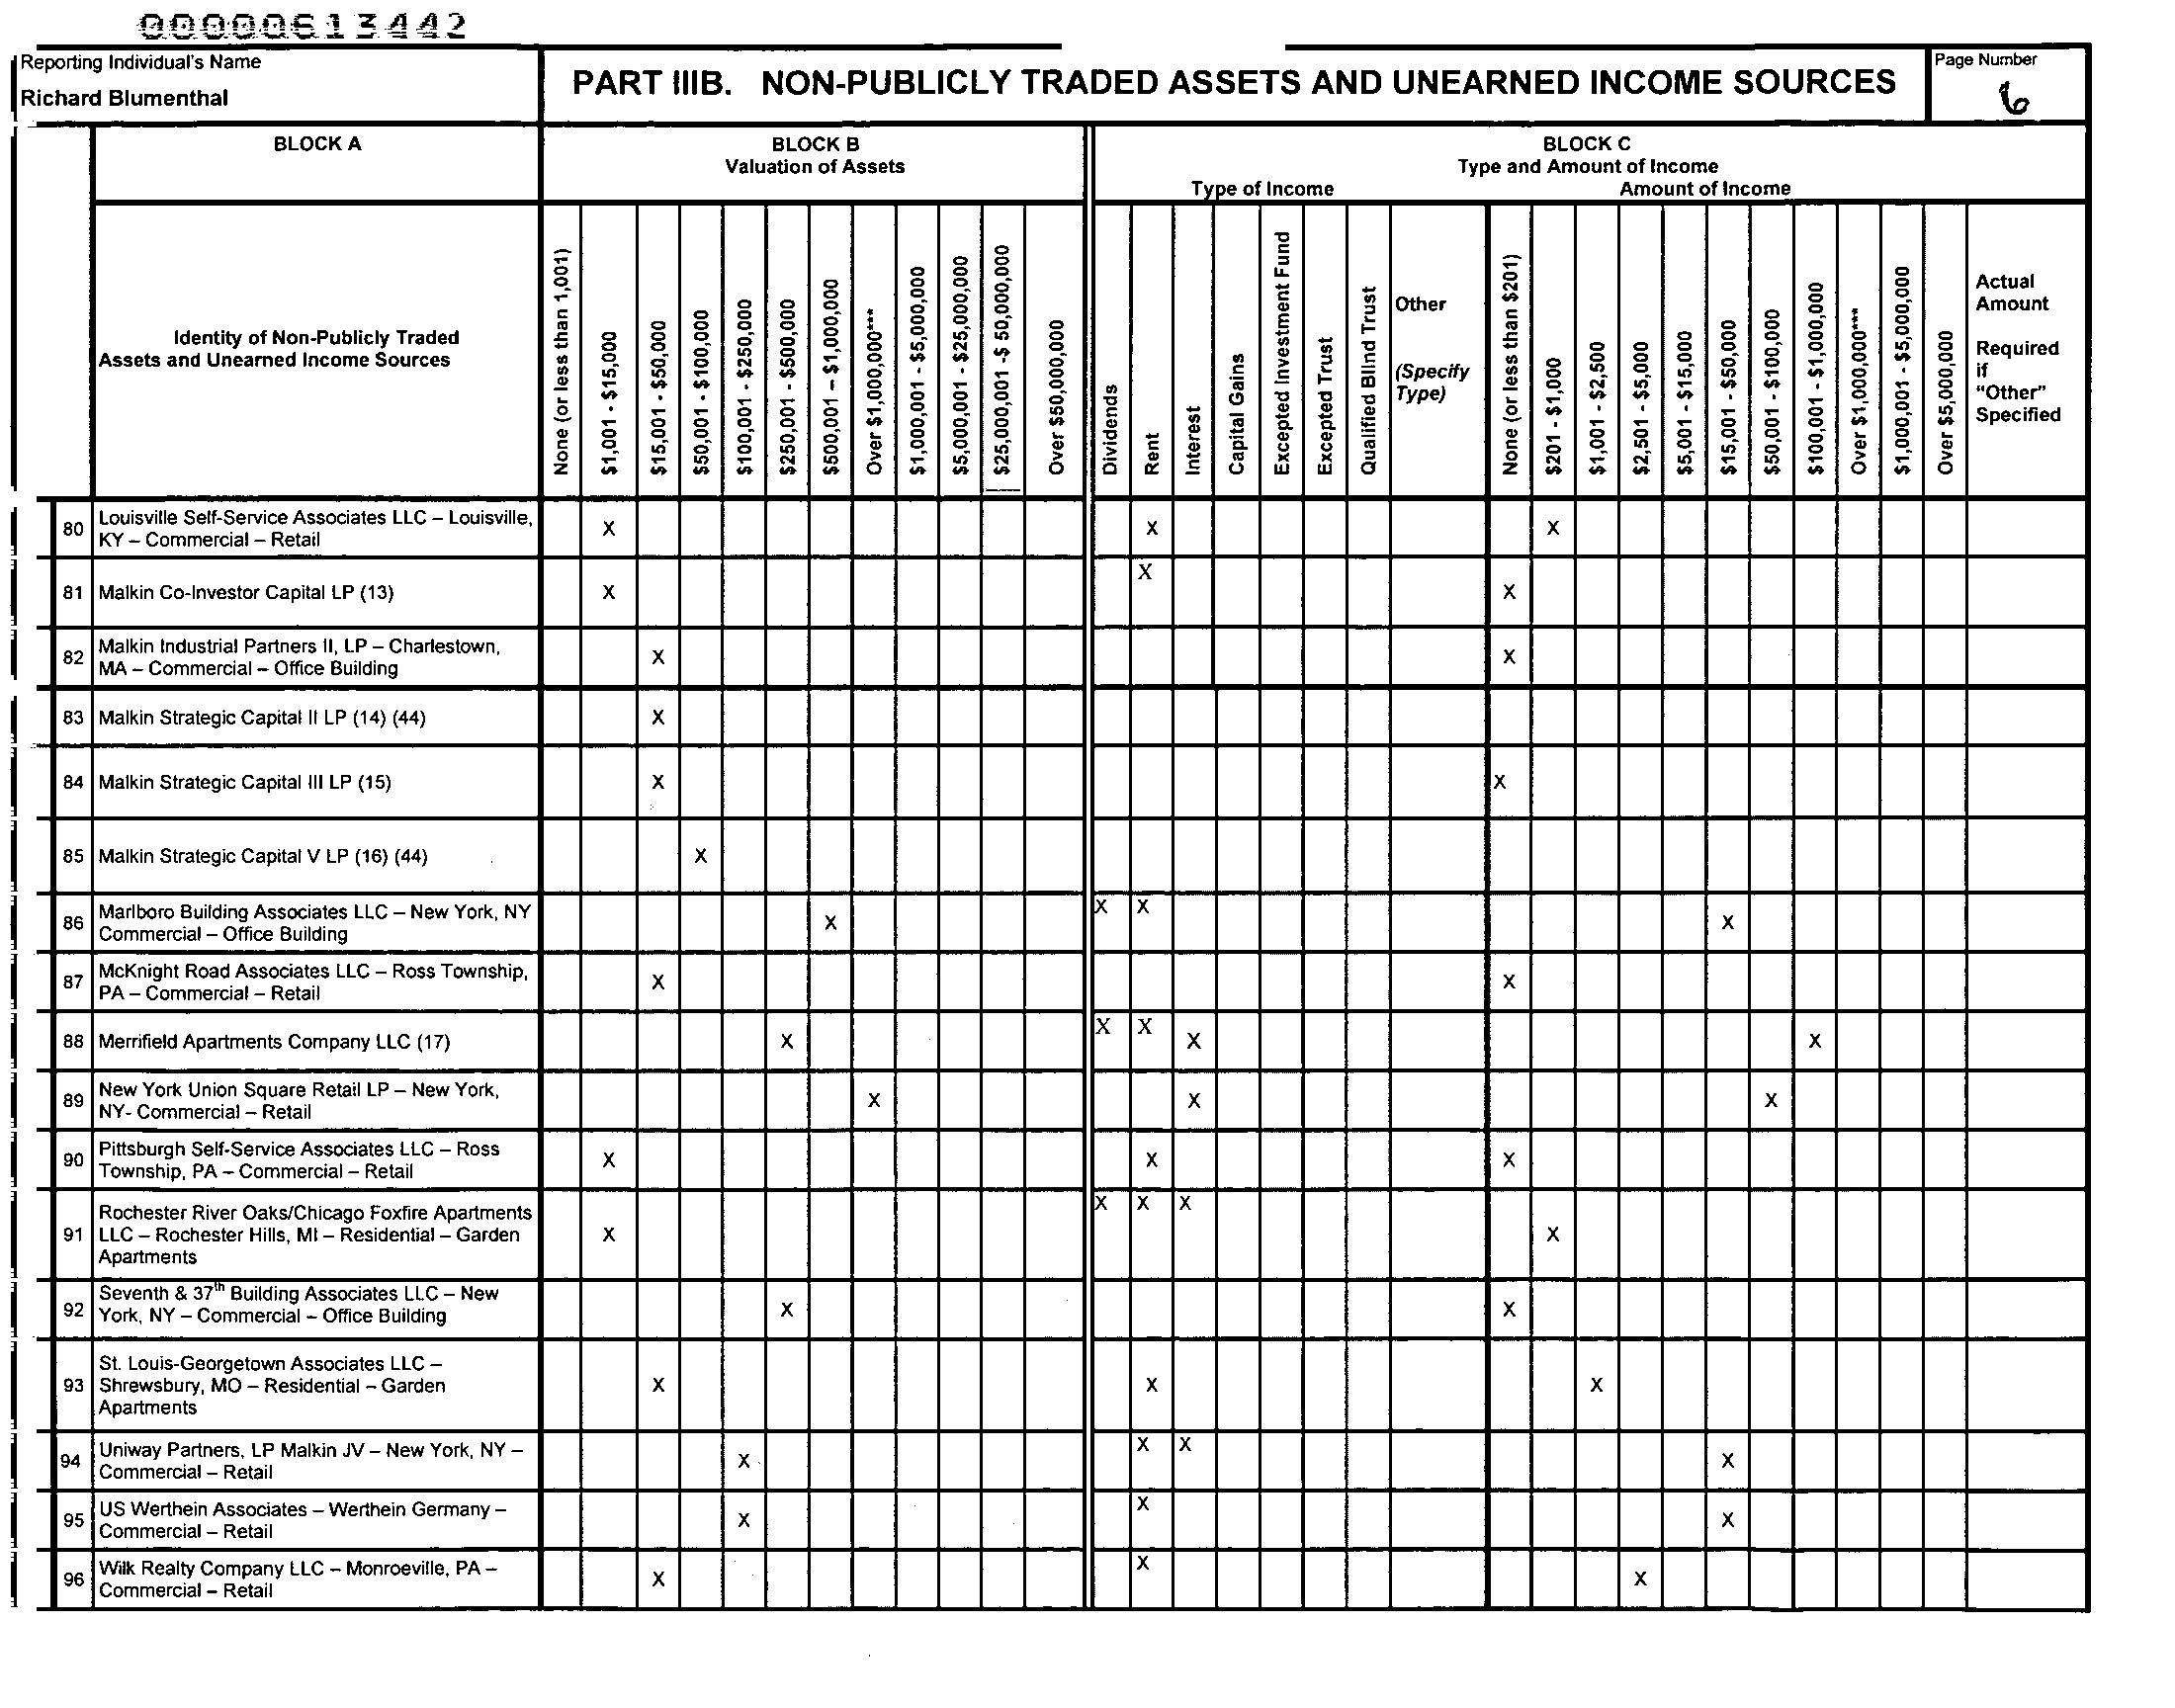 00000613442
Reporting Individual's Name
Richard Blumenthal
PART IIIB. NON-PUBLICLY TRADED ASSETS AND UNEARNED INCOME SOURCES
Page Number
6
BLOCK A
BLOCK B
Valuation of Assets
BLOCK C
Type and Amount of Income
Type of Income
Amount of Income
Identity of Non-Publicly Traded
Assets and Unearned Income Sources
None (or less than 1,001)
$1,001 - $15,000
$15,001 - $50,000
$50,001 - $100,000
$100,001 - $250,000
$250,001 - $500,000
$500,001 – $1,000,000
Over $1,000,000***
$1,000,001 - $5,000,000
$5,000,001 - $25,000,000
$25,000,001 -$ 50,000,000
Over $50,000,000
Dividends
Rent
Interest
Capital Gains
Excepted Investment Fund
Excepted Trust
Qualified Blind Trust
Other
(Specify
Type)
None (or less than $201)
$201 - $1,000
$1,001 - $2,500
$2,501 - $5,000
$5,001 - $15,000
$15,001 - $50,000
$50,001 - $100,000
$100,001 - $1,000,000
Over $1,000,000***
$1,000,001 - $5,000,000
Over $5,000,000
Actual
Amount
Required
if
"Other"
Specified
80 Louisville Self-Service Associates LLC – Louisville,
KY – Commercial – Retail
X X X
81 Malkin Co-Investor Capital LP (13) X X X
82 Malkin Industrial Partners II, LP – Charlestown,
MA – Commercial – Office Building
X X
83 Malkin Strategic Capital II LP (14) (44) X
84 Malkin Strategic Capital III LP (15) X X
85 Malkin Strategic Capital V LP (16) (44) X
86 Marlboro Building Associates LLC – New York, NY
Commercial – Office Building
X X X X
87 McKnight Road Associates LLC – Ross Township,
PA – Commercial – Retail
X X
88 Merrifield Apartments Company LLC (17) X X X X X
89 New York Union Square Retail LP – New York,
NY- Commercial – Retail
X X X
90 Pittsburgh Self-Service Associates LLC – Ross
Township, PA – Commercial – Retail
X X X
91 Rochester River Oaks/Chicago Foxfire Apartments
LLC – Rochester Hills, MI – Residential – Garden
Apartments
X X X X X
92 Seventh & 37th Building Associates LLC – New
York, NY – Commercial – Office Building
X X
93 St. Louis-Georgetown Associates LLC –
Shrewsbury, MO – Residential – Garden
Apartments
X X X
94 Uniway Partners, LP Malkin JV – New York, NY –
Commercial – Retail
X X X X
95 US Werthein Associates – Werthein Germany –
Commercial – Retail
X X X
96 Wilk Realty Company LLC – Monroeville, PA –
Commercial – Retail
X X X